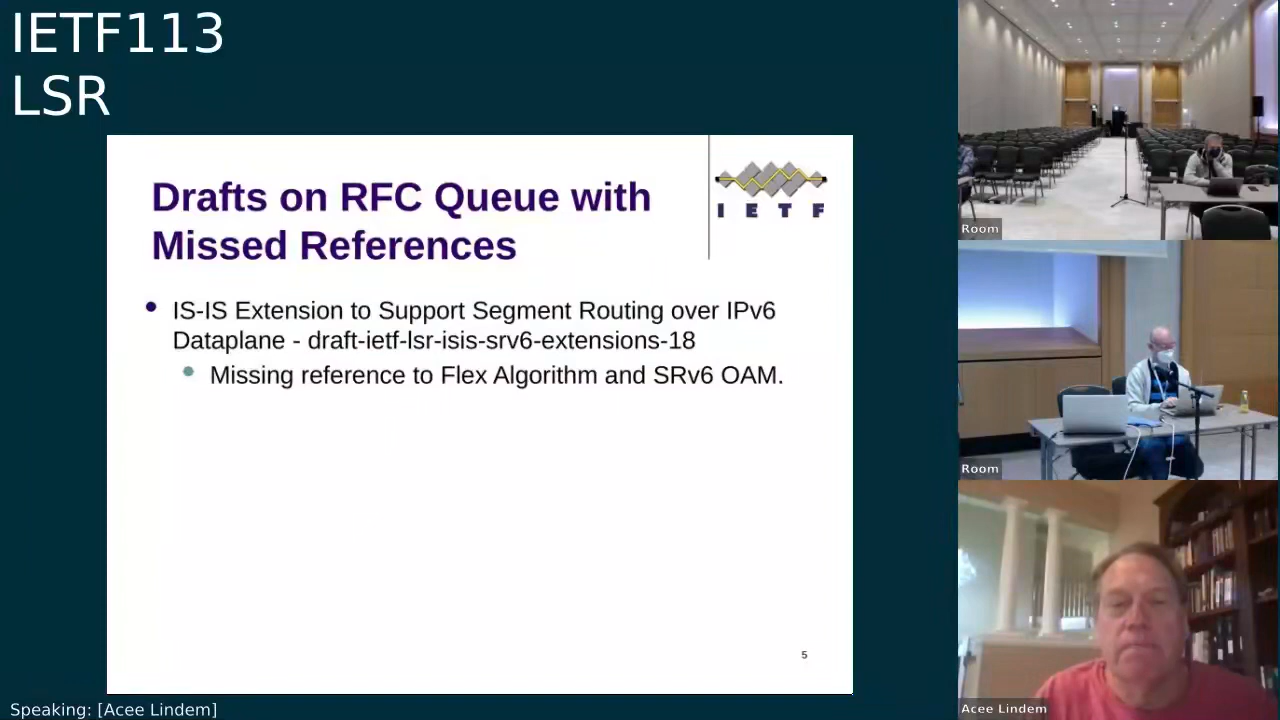 IETF113
LSR
Drafts on RFC Queue with
Missed References
I E T F
IS-IS Extension to Support Segment Routing over IPv6
Dataplane - draft-ietf-lsr-isis-srv6-extensions-18
Missing reference to Flex Algorithm and SRv6 OAM.
5
Room
Room
Acee Lindem
Speaking: [Acee Lindem]